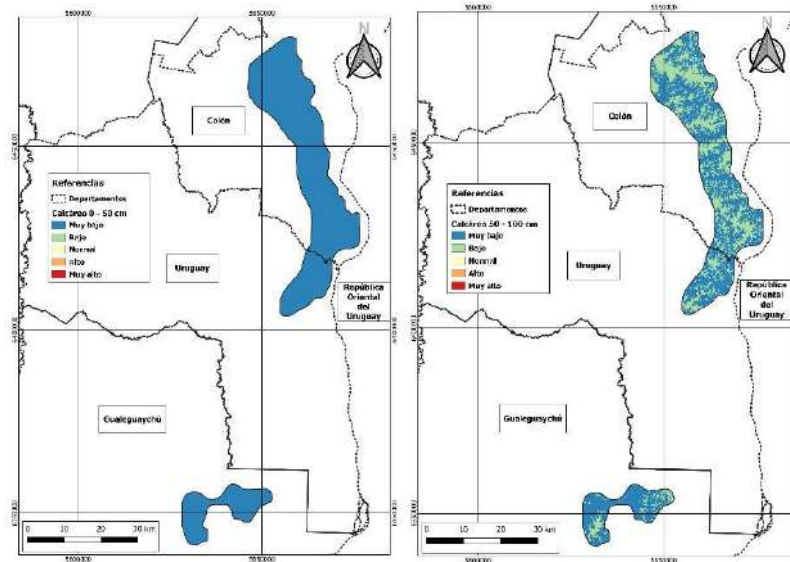 5600000 5650000
N
Colón
Referencias
Departamentos
Calcáreo 0 - 50 cm
Muy bajo
Bajo
Normal
Alto
Muy alto
Uruguay
República
Oriental
del
Uruguay
Gualeguaychú
0 10 20 30 km
5600000 5650000
N
Colón
Referencias
Departamentos
Calcáreo 50 - 100 cm
Muy bajo
Bajo
Normal
Alto
Muy alto
Uruguay
República
Oriental
del
Uruguay
Gualeguaychú
0 10 20 30 km